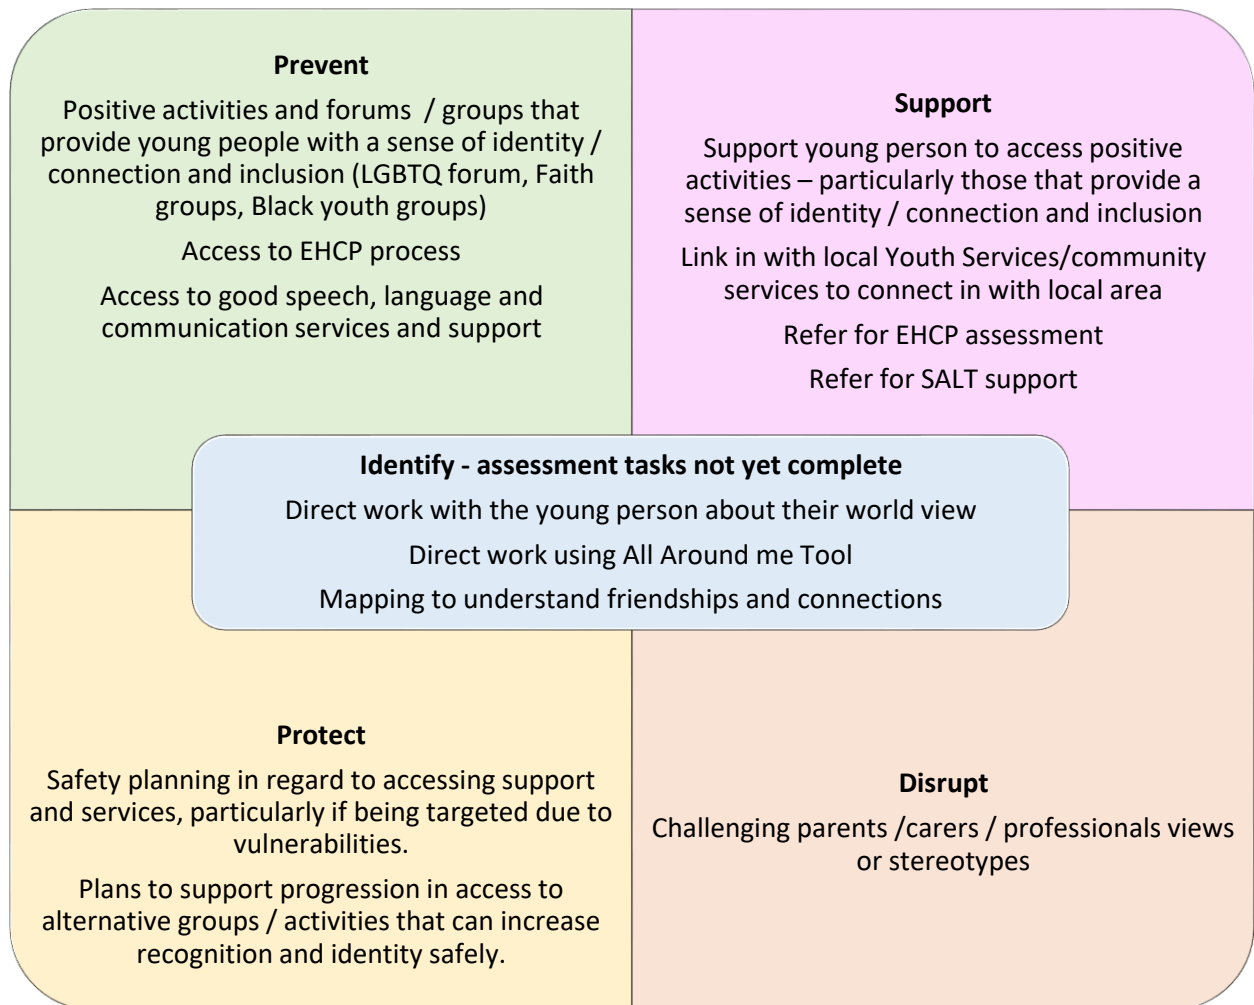 Prevent
Positive activities and forums / groups that
provide young people with a sense of identity /
connection and inclusion (LGBTQ forum, Faith
groups, Black youth groups)
Access to EHCP process
Access to good speech, language and
communication services and support
Support
Support young person to access positive
activities – particularly those that provide a
sense of identity / connection and inclusion
Link in with local Youth Services/community
services to connect in with local area
Refer for EHCP assessment
Refer for SALT support
Identify - assessment tasks not yet complete
Direct work with the young person about their world view
Direct work using All Around me Tool
Mapping to understand friendships and connections
Protect
Safety planning in regard to accessing support
and services, particularly if being targeted due to
vulnerabilities.
Plans to support progression in access to
alternative groups / activities that can increase
recognition and identity safely.
Disrupt
Challenging parents /carers / professionals views
or stereotypes